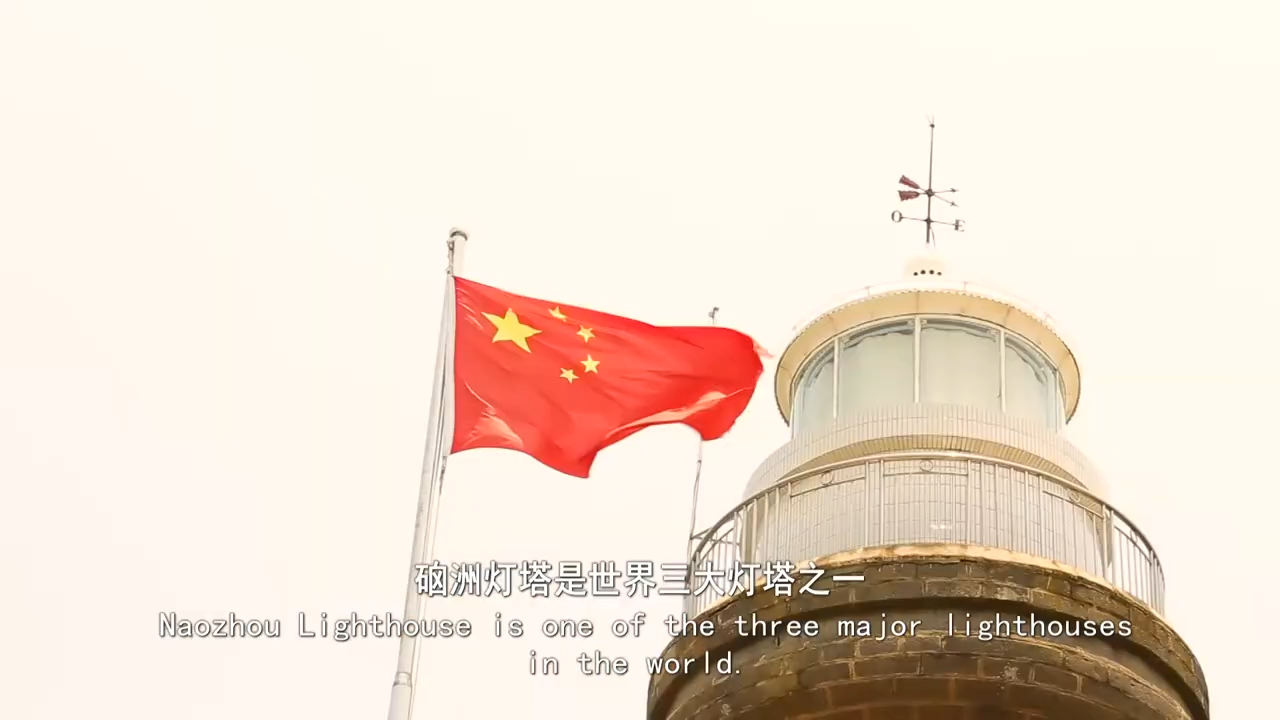 硇洲灯塔是世界三大灯塔之一
Naozhou Lighthouse is one of the three major lighthouses
in the world.